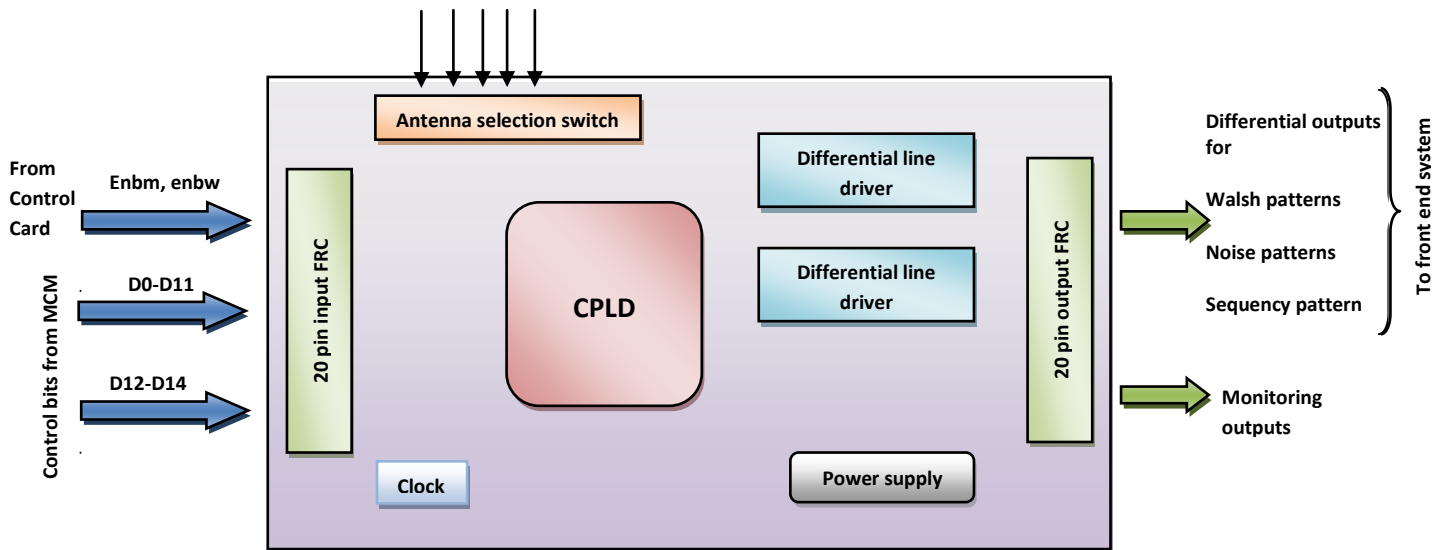 Antenna selection switch
From
Control
Card
Enbm, enbw
D0-D11
D12-D14
Control bits from MCM
20 pin input FRC
CPLD
Clock
Differential line
driver
Differential line
driver
Power supply
20 pin output FRC
Differential outputs
for
Walsh patterns
Noise patterns
Sequency pattern
To front end system
Monitoring
outputs